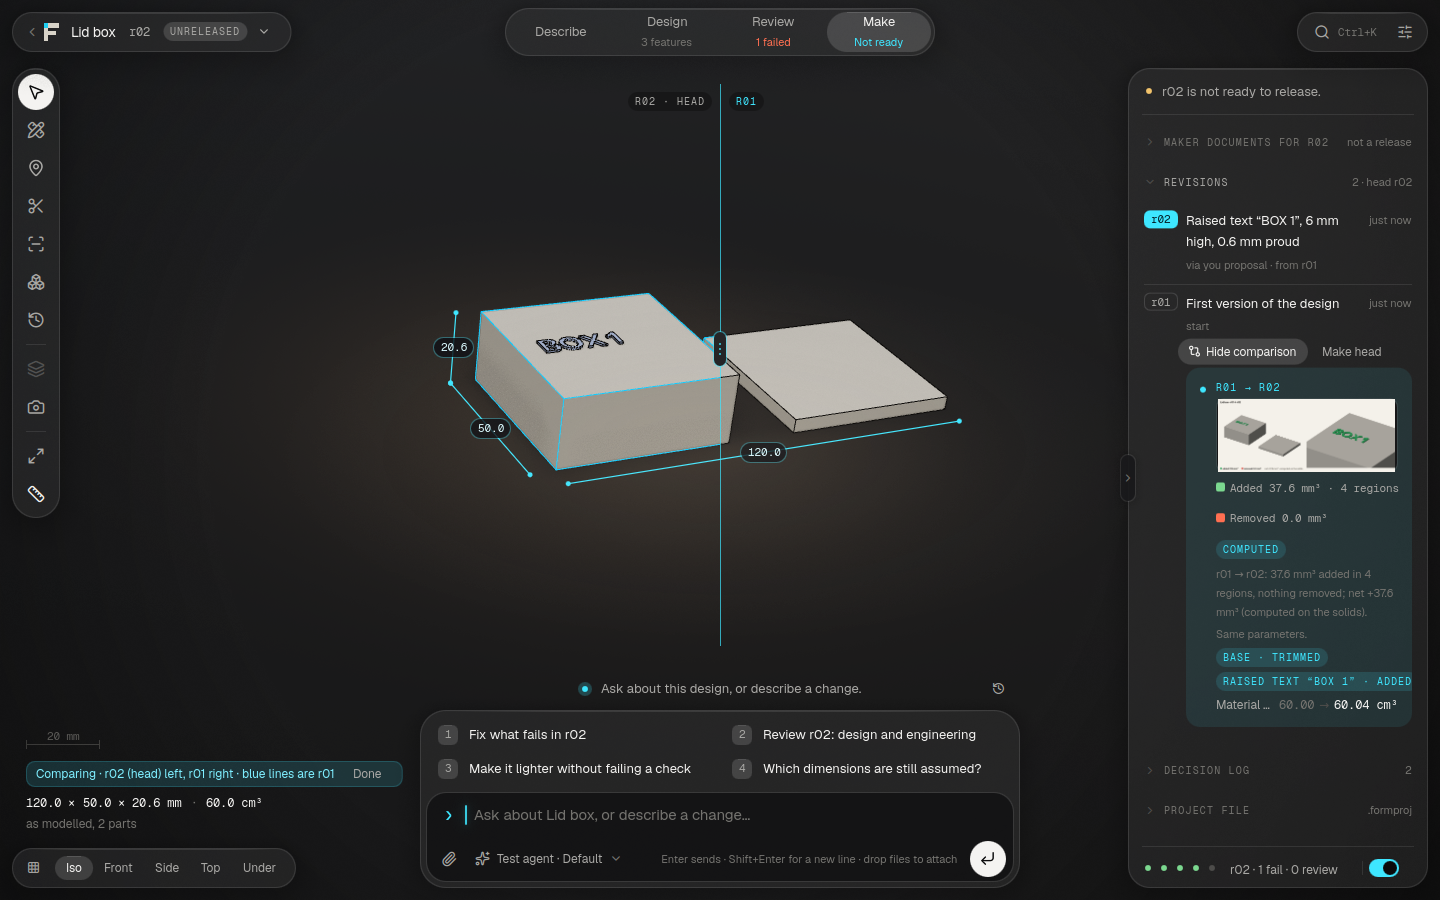 Lid box r02 UNRELEASED
Describe
Design
3 features
Review
1 failed
Make
Not ready
Ctrl+K
R02 · HEAD
R01
BOX 1
20.6
50.0
120.0
r02 is not ready to release.
MAKER DOCUMENTS FOR R02 not a release
REVISIONS 2 · head r02
r02 Raised text “BOX 1”, 6 mm just now
high, 0.6 mm proud
via you proposal · from r01
r01 First version of the design just now
start
Hide comparison Make head
R01 → R02
BOX 1
Added 37.6 mm³ · 4 regions
Removed 0.0 mm³
COMPUTED
r01 → r02: 37.6 mm³ added in 4
regions, nothing removed; net +37.6
mm³ (computed on the solids).
Same parameters.
BASE · TRIMMED
RAISED TEXT “BOX 1” · ADDED
Material … 60.00 → 60.04 cm³
DECISION LOG 2
PROJECT FILE .formproj
r02 · 1 fail · 0 review
Ask about this design, or describe a change.
1 Fix what fails in r02
2 Review r02: design and engineering
3 Make it lighter without failing a check
4 Which dimensions are still assumed?
Ask about Lid box, or describe a change…
Test agent · Default
Enter sends · Shift+Enter for a new line · drop files to attach
20 mm
Comparing · r02 (head) left, r01 right · blue lines are r01 Done
120.0 × 50.0 × 20.6 mm · 60.0 cm³
as modelled, 2 parts
Iso Front Side Top Under